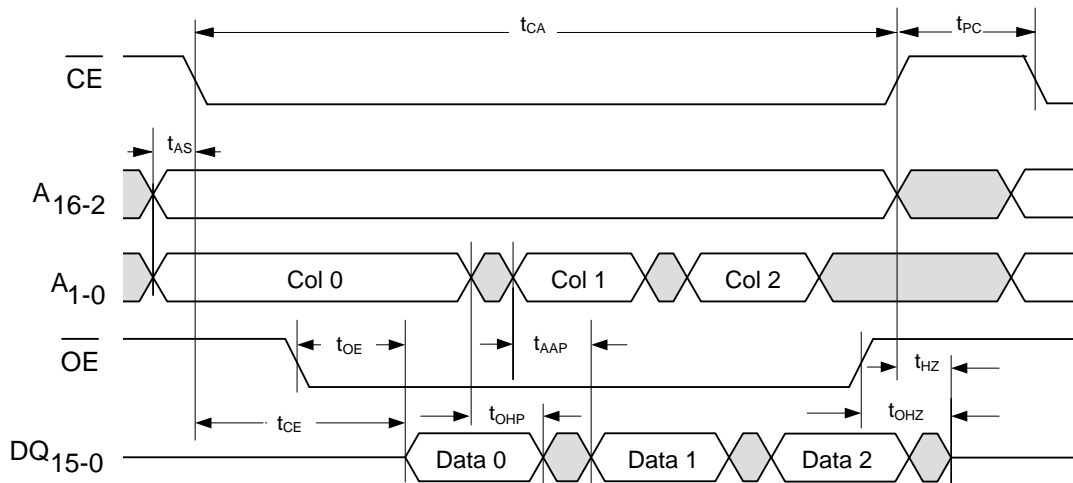 tCA
tPC
CE
tAS
A16-2
A1-0
Col 0
Col 1
Col 2
OE
tOE
tAAP
tHZ
tCE
tOHP
tOHZ
DQ15-0
Data 0
Data 1
Data 2